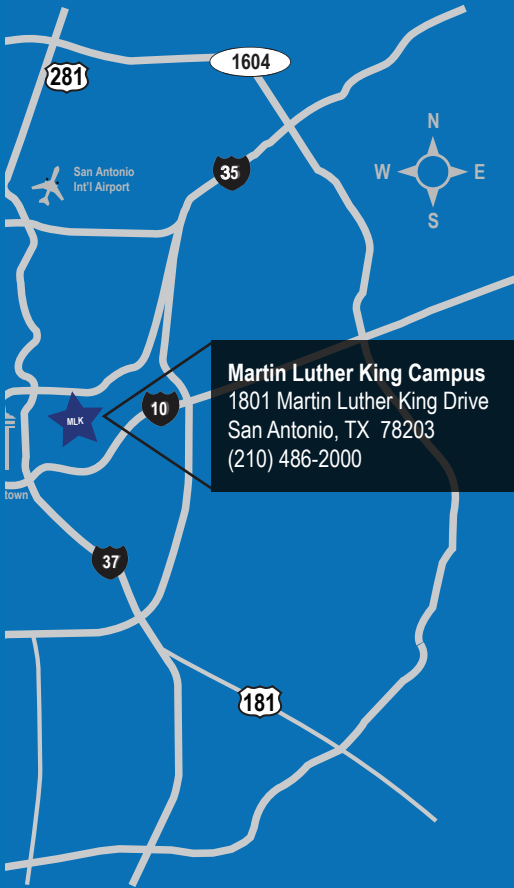 1604
281
N
San Antonio
Int'l Airport
35
W E
S
Martin Luther King Campus
1801 Martin Luther King Drive
San Antonio, TX 78203
(210) 486-2000
10
MLK
town
37
181